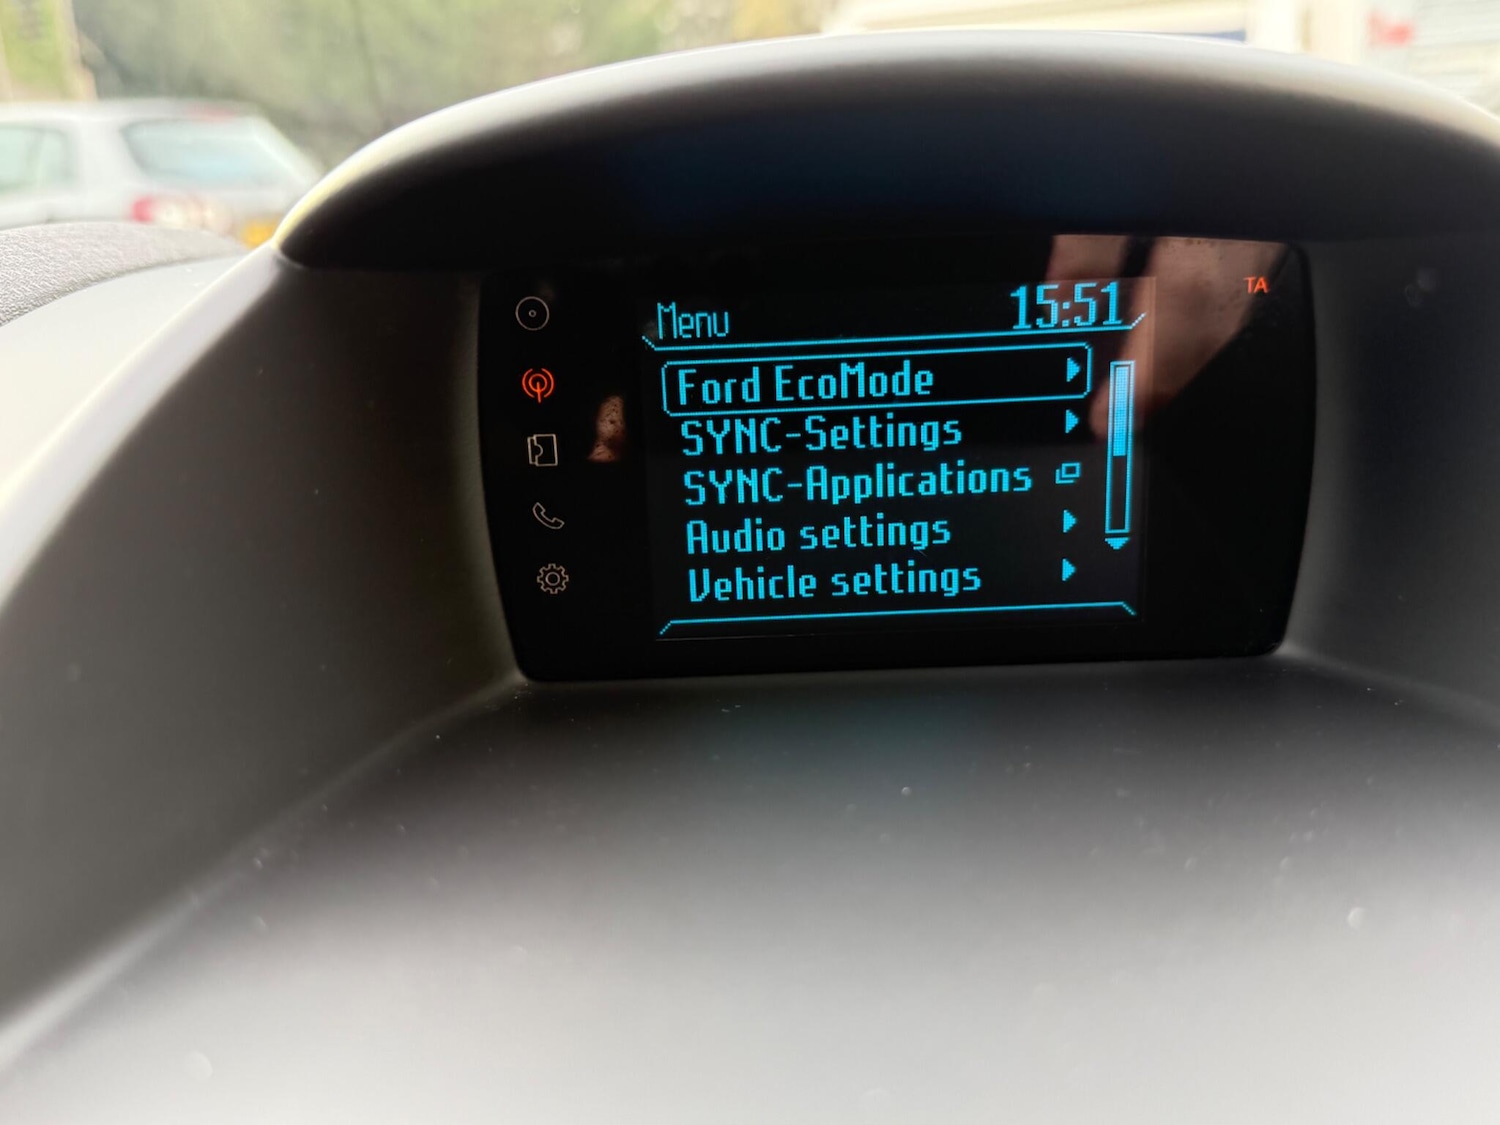 TA
Menu 15:51
Ford EcoMode
SYNC-Settings
SYNC-Applications
Audio settings
Vehicle settings